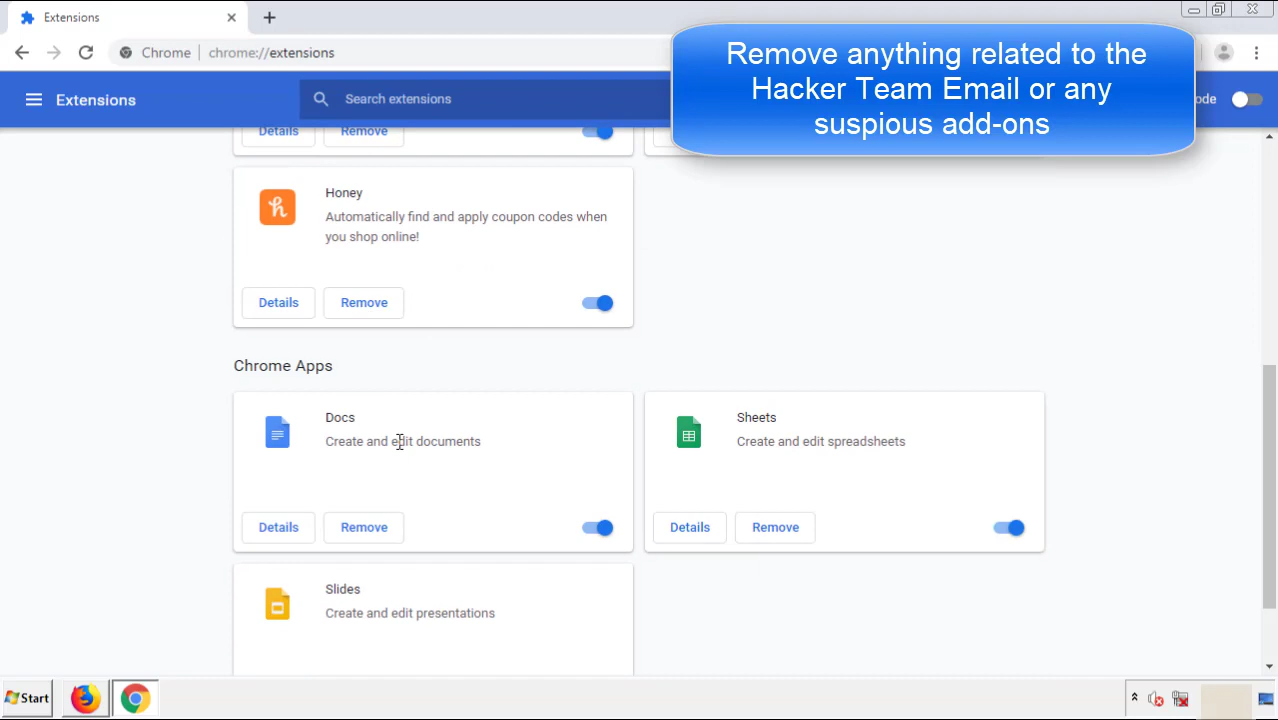 Extensions
Chrome
chrome://extensions
Remove anything related to the
Hacker Team Email or any
suspious add-ons
Extensions
Search extensions
Details
Remove
h
Honey
Automatically find and apply coupon codes when
you shop online!
Details
Remove
Chrome Apps
Docs
Create and edit documents
Details
Remove
Sheets
Create and edit spreadsheets
Details
Remove
Slides
Create and edit presentations
Start